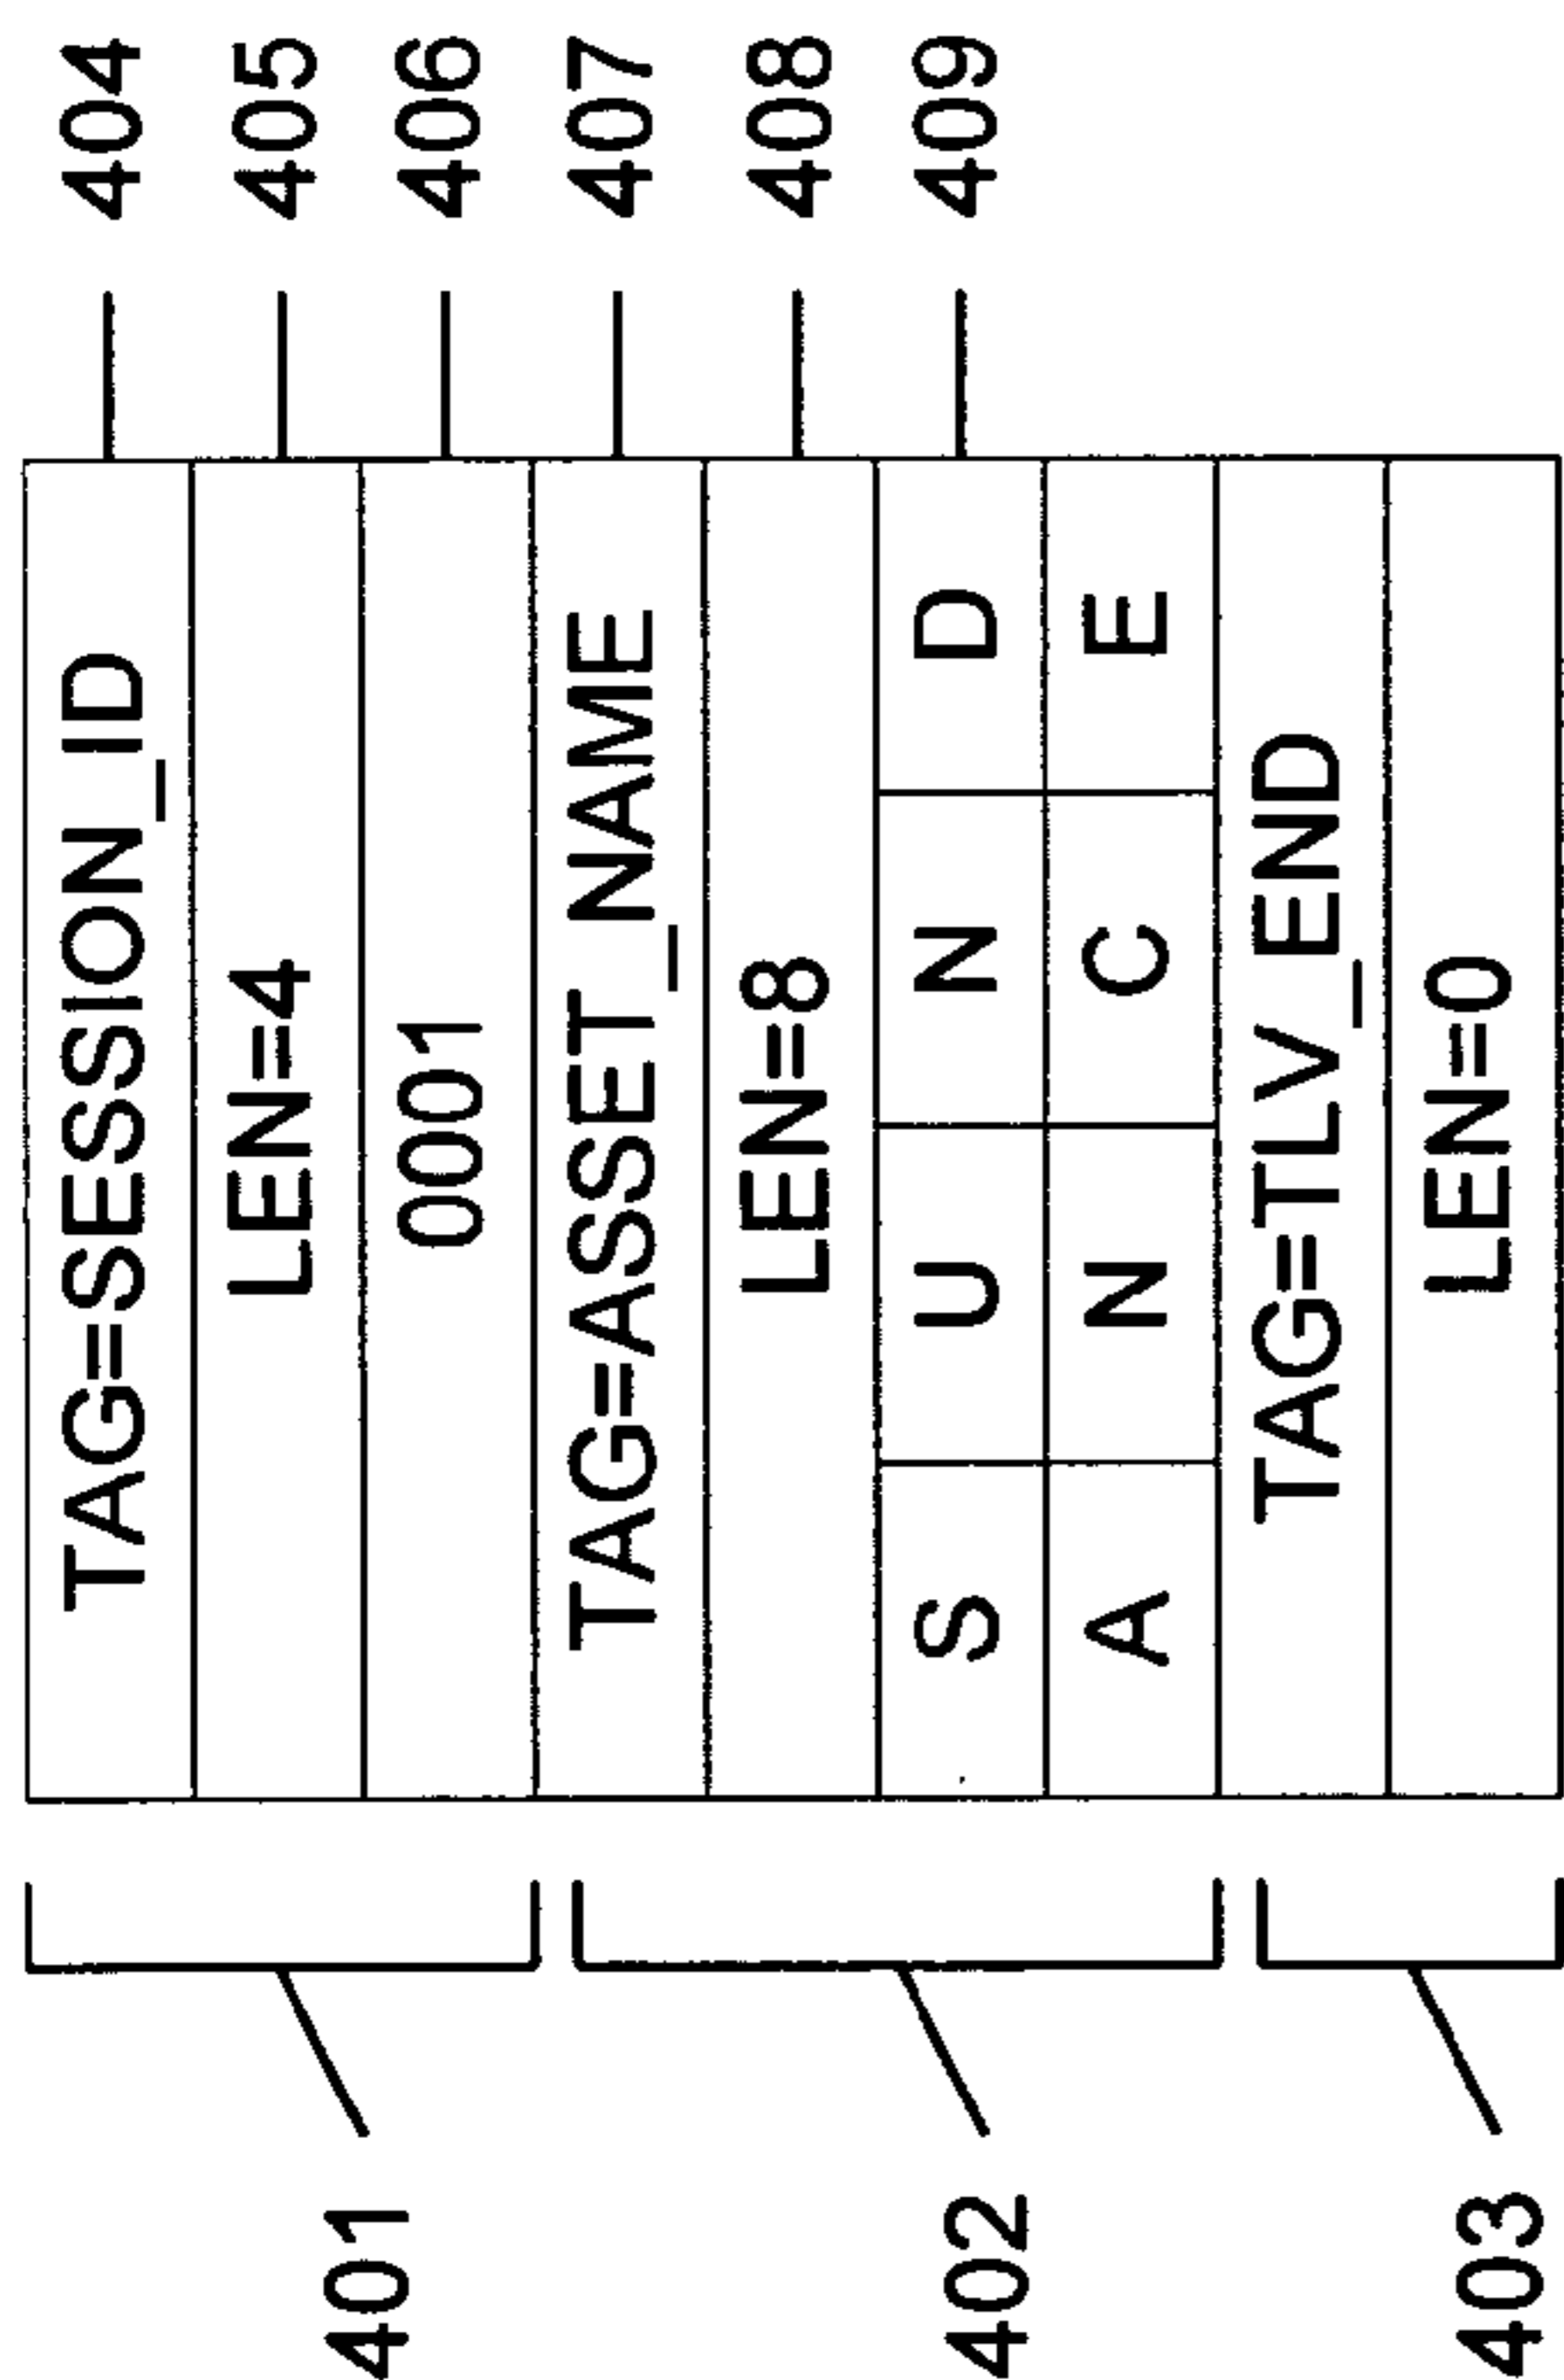 TAG=SESSION_ID 404
401 LEN=4 405
0001 406
TAG=ASSET_NAME 407
LEN=8 408
402 S U N D 409
A N C E
TAG=TLV_END
403 LEN=0